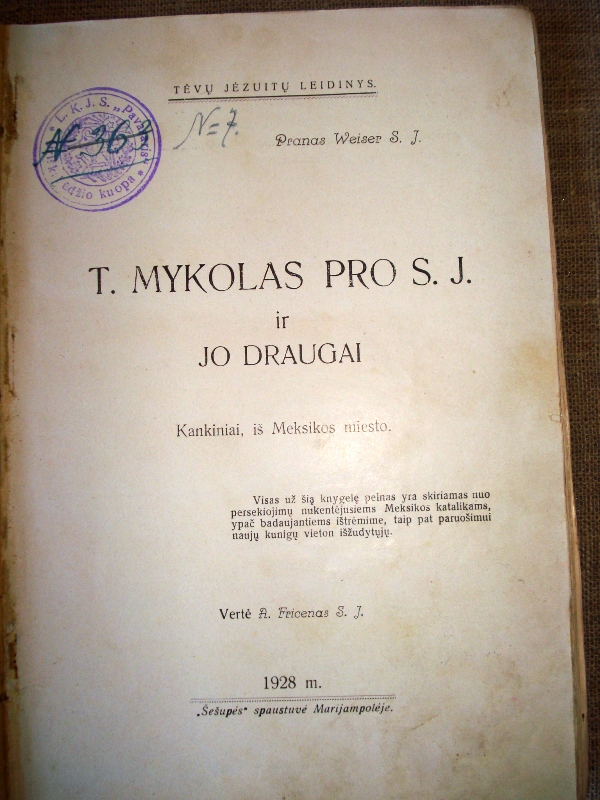 TĖVŲ JĖZUITŲ LEIDINYS.
L. K. J. S. „Pavasaris“
№ 36
kuopa
N=7.
Pranas Weiser S. J.
T. MYKOLAS PRO S. J.
ir
JO DRAUGAI
Kankiniai, iš Meksikos miesto.
Visas už šią knygelę pelnas yra skiriamas nuo
persekiojimų nukentėjusiems Meksikos katalikams,
ypač badaujantiems ištrėmime, taip pat paruošimui
naujų kunigų vieton išžudytųjų.
Vertė A. Fricenas S. J.
1928 m.
„Šešupės“ spaustuvė Marijampolėje.